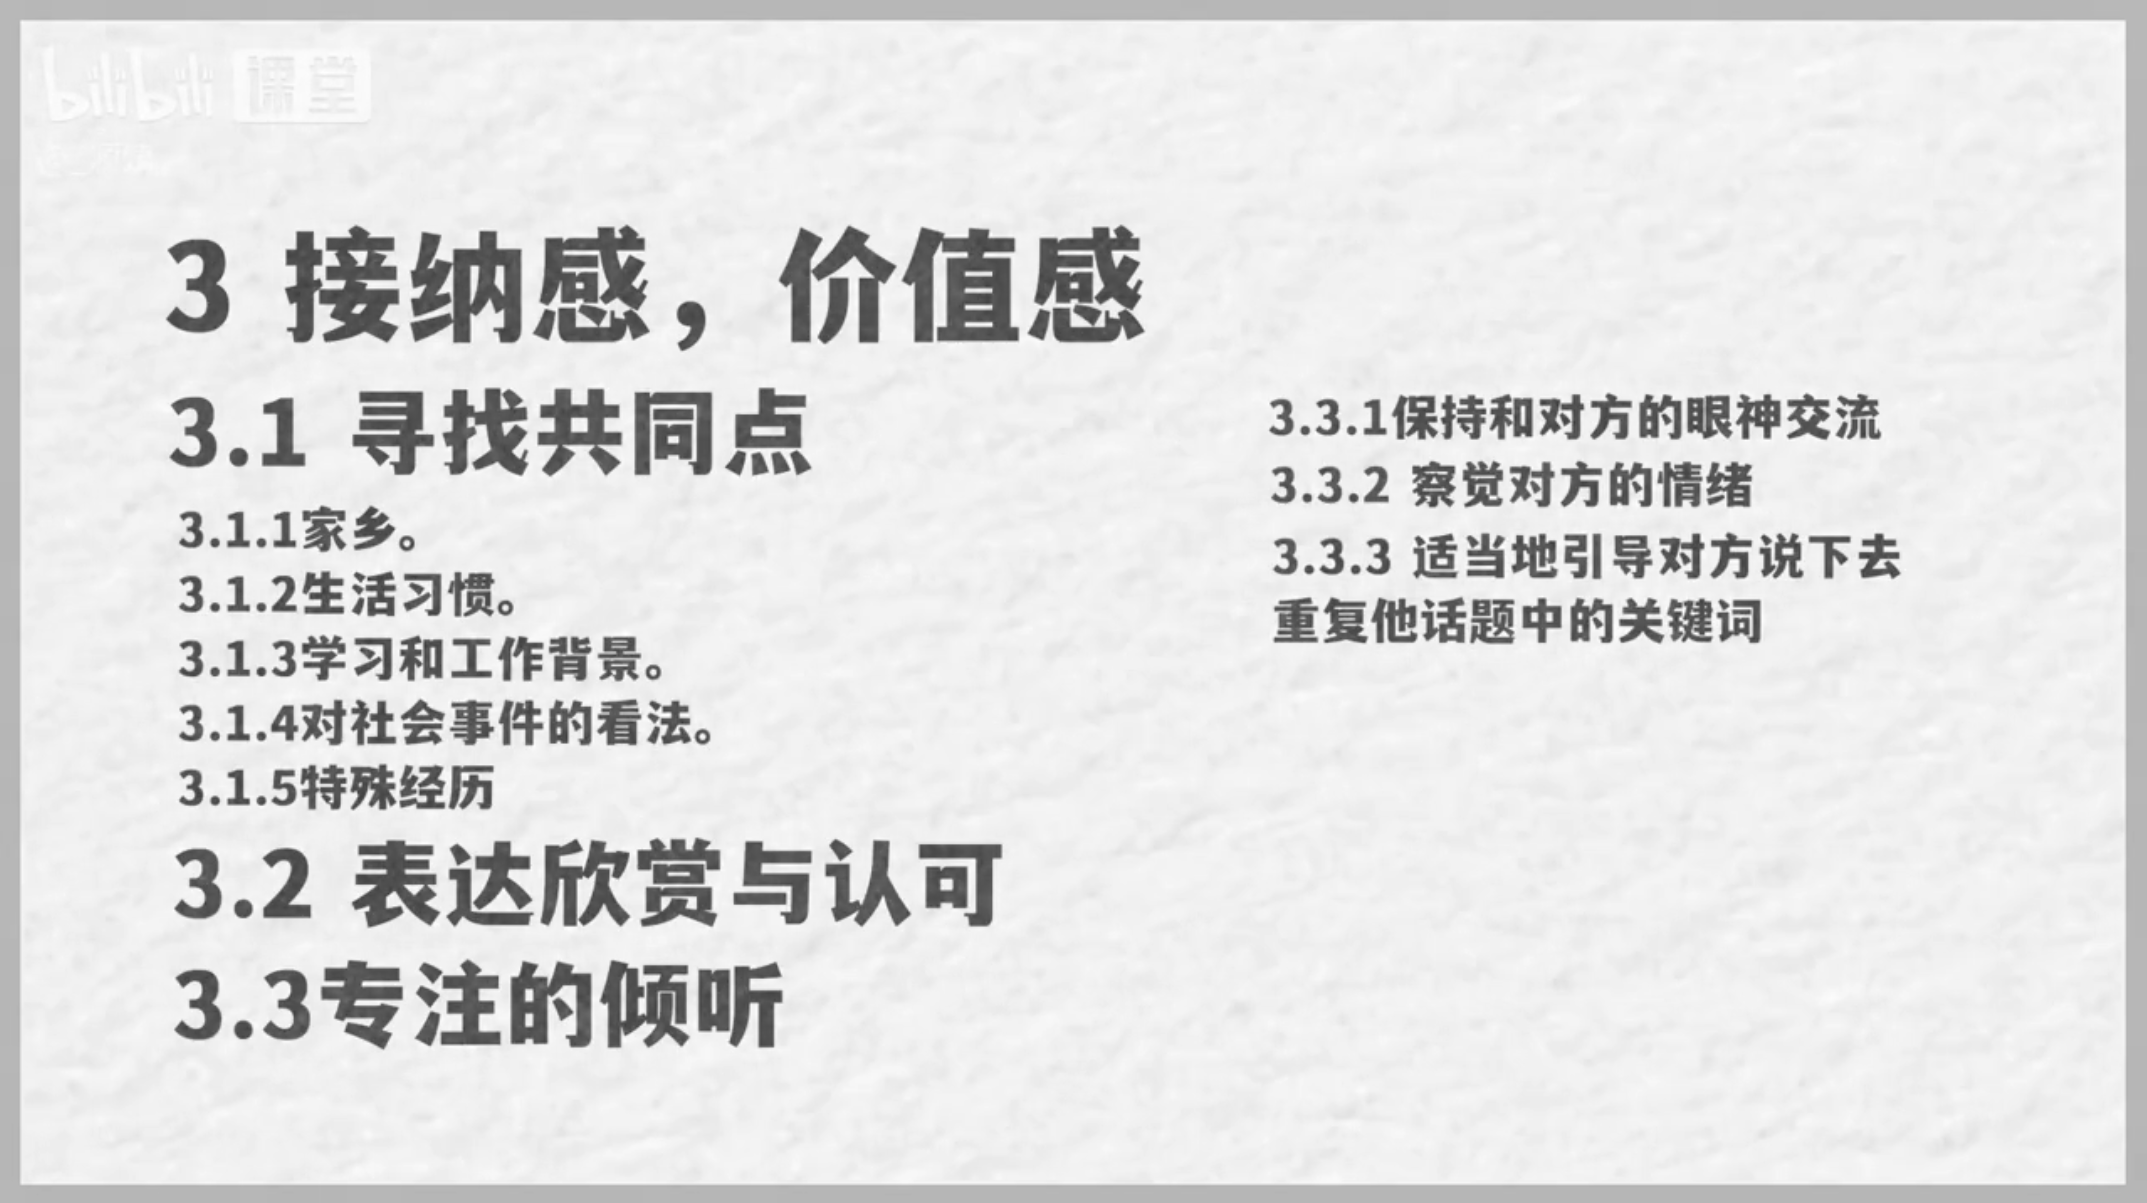 bilibili 课堂
3 接纳感，价值感
3.1 寻找共同点
3.1.1家乡。
3.1.2生活习惯。
3.1.3学习和工作背景。
3.1.4对社会事件的看法。
3.1.5特殊经历
3.2 表达欣赏与认可
3.3专注的倾听
3.3.1保持和对方的眼神交流
3.3.2 察觉对方的情绪
3.3.3 适当地引导对方说下去
重复他话题中的关键词